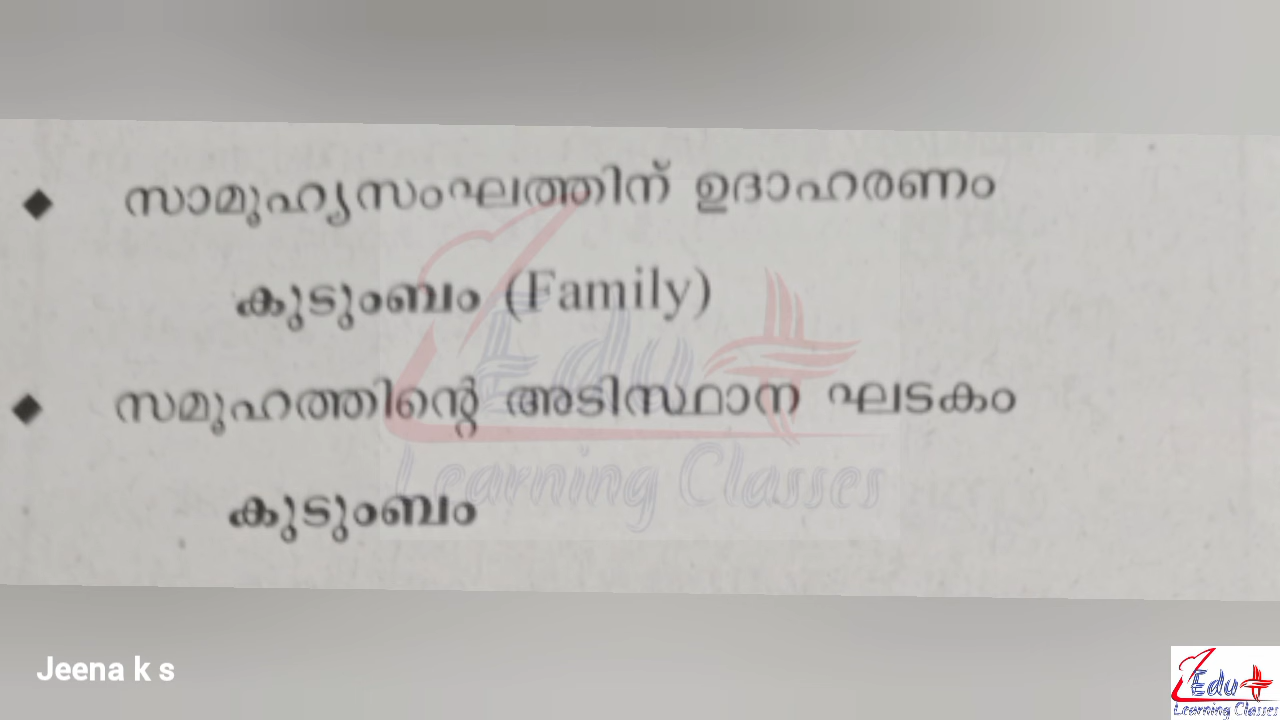 ◆ സാമൂഹ്യസംഘത്തിന് ഉദാഹരണം
കുടുംബം (Family)
◆ സമൂഹത്തിന്റെ അടിസ്ഥാന ഘടകം
കുടുംബം
Edu+
Learning Classes
Jeena k s
Edu+
Learning Classes